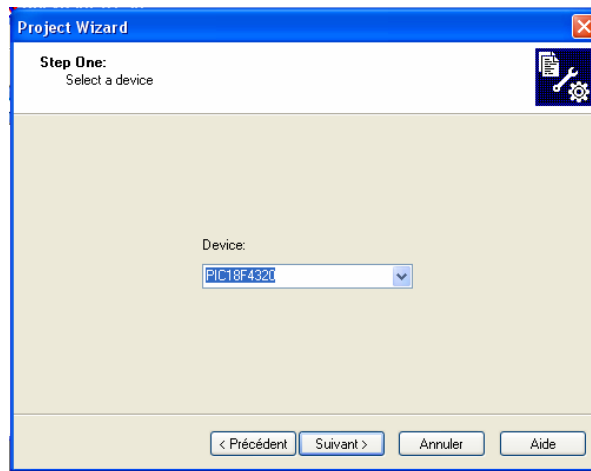 Project Wizard
Step One:
Select a device
Device:
PIC18F4320
< Précédent
Suivant >
Annuler
Aide